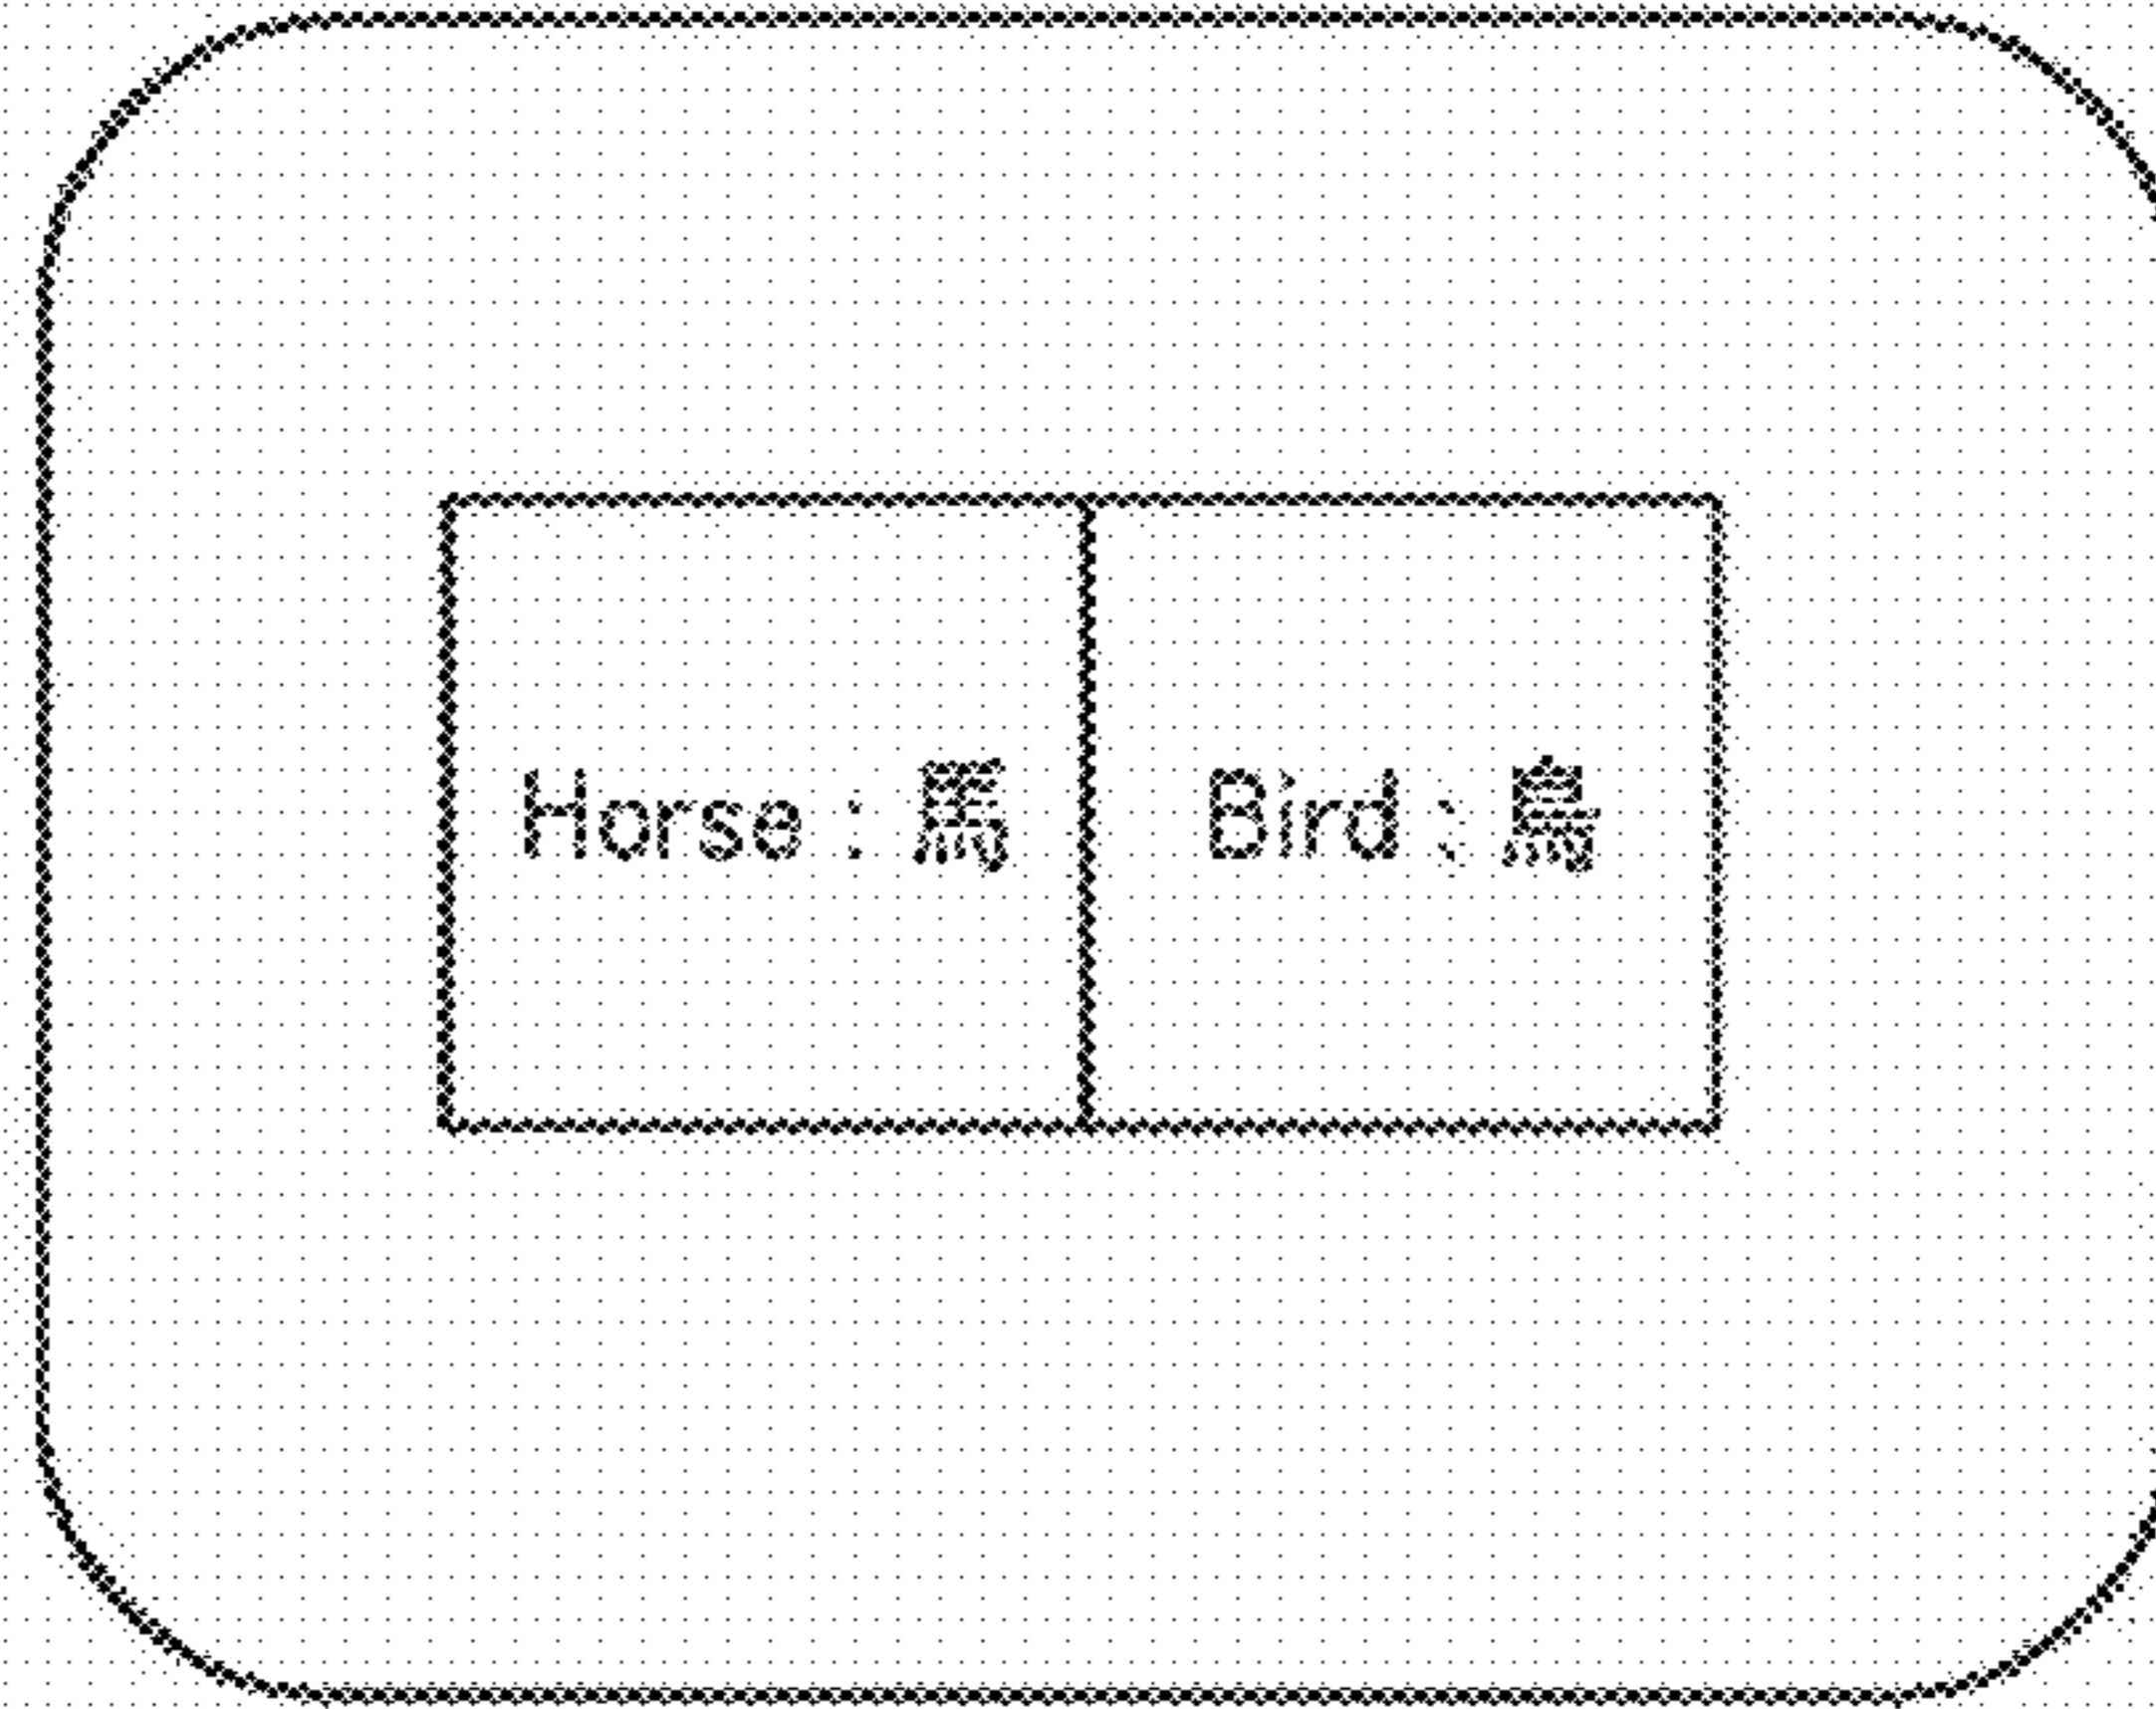 Horse : 馬
Bird : 鳥